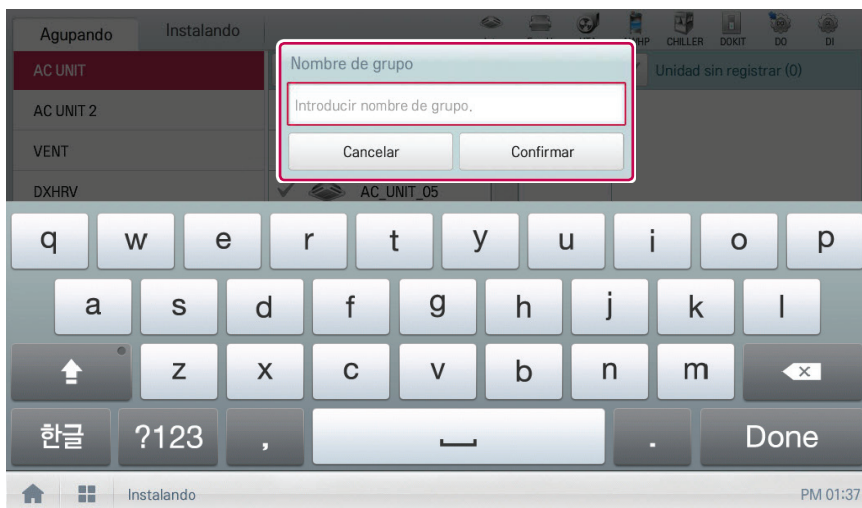 Agupando Instalando
CHILLER DOKIT DO DI
AC UNIT
Nombre de grupo
Unidad sin registrar (0)
Introducir nombre de grupo.
AC UNIT 2
VENT
Cancelar Confirmar
DXHRV
AC_UNIT_05
q w e r t y u i o p
a s d f g h j k l
z x c v b n m
한글 ?123 , . Done
Instalando PM 01:37